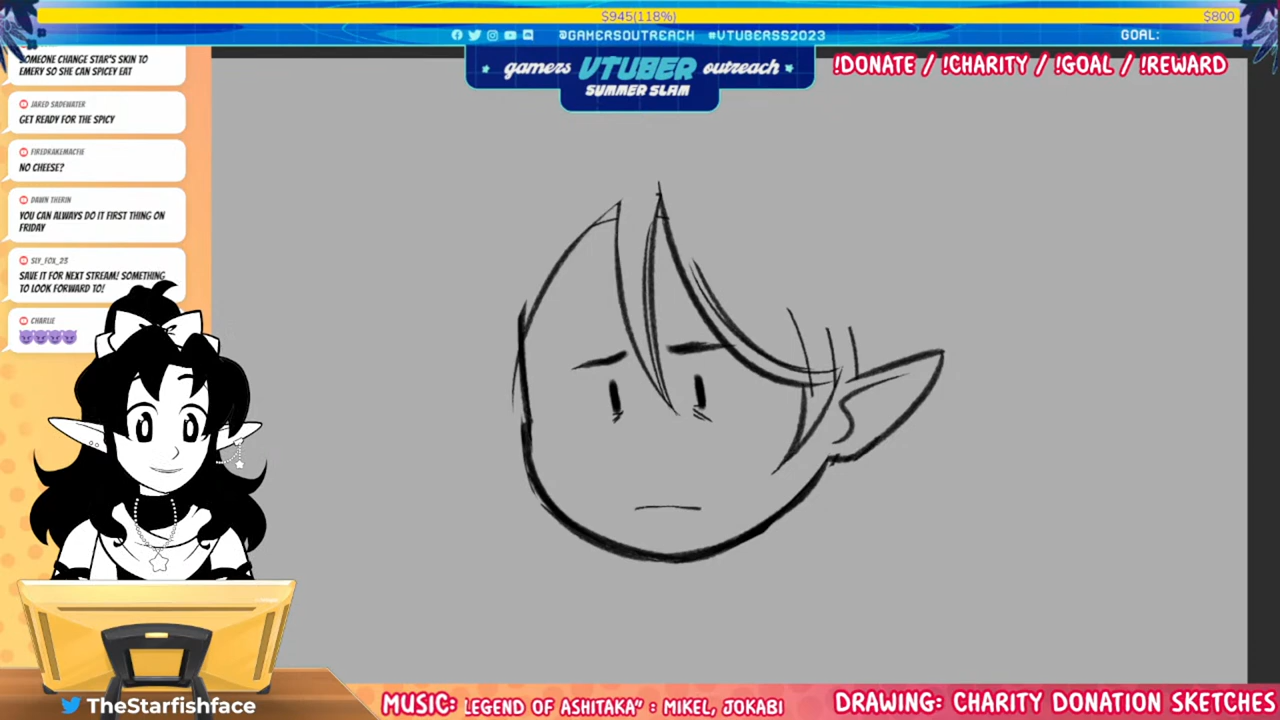 $945(118%)
$800
@GAMERSOUTREACH #VTUBERSS2023
GOAL:
gamers VTUBER outreach
SUMMER SLAM
!DONATE / !CHARITY / !GOAL / !REWARD
SOMEONE CHANGE STAR'S SKIN TO
EMERY SO SHE CAN SPICEY EAT
JARED SADEWATER
GET READY FOR THE SPICY
FIREDRAKEMACFIE
NO CHEESE?
DAWN THERIN
YOU CAN ALWAYS DO IT FIRST THING ON
FRIDAY
SLY_FOX_23
SAVE IT FOR NEXT STREAM! SOMETHING
TO LOOK FORWARD TO!
CHARLIE
TheStarfishface
MUSIC: LEGEND OF ASHITAKA" : MIKEL, JOKABI
DRAWING: CHARITY DONATION SKETCHES